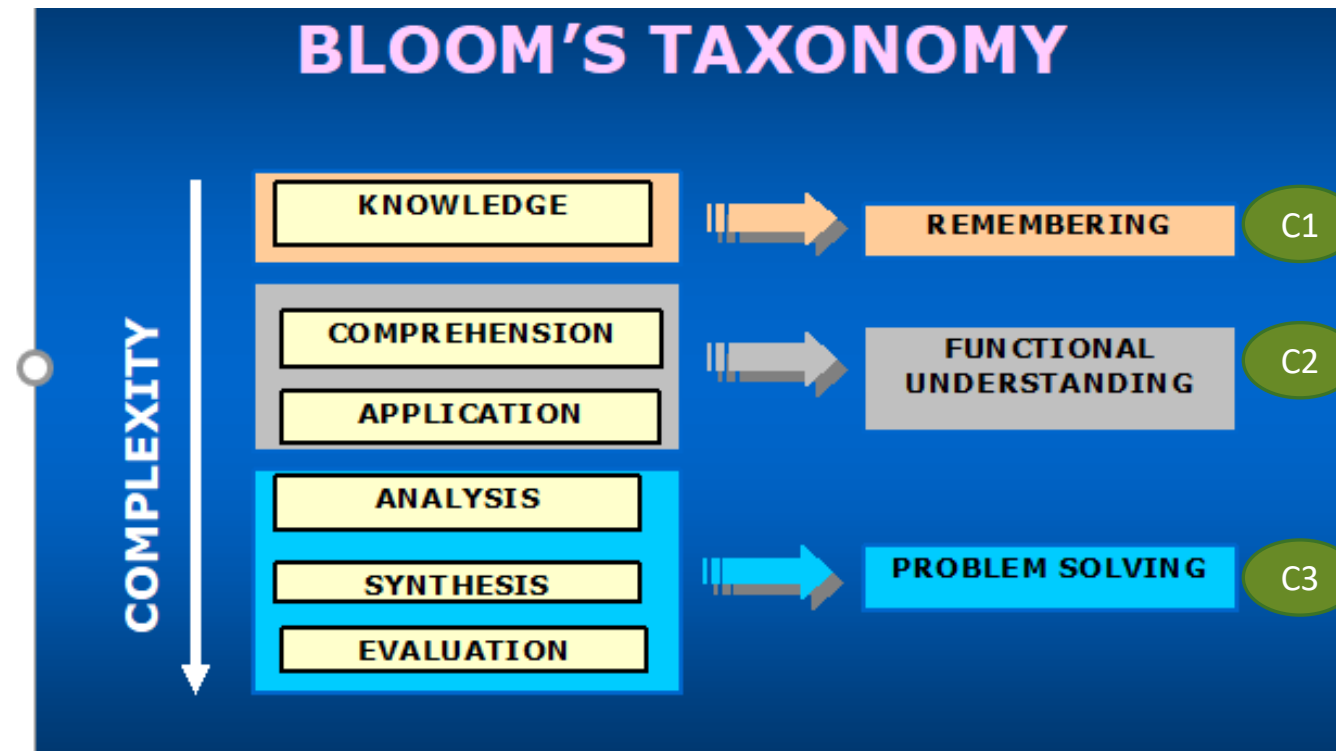 BLOOM'S TAXONOMY
COMPLEXITY
KNOWLEDGE
REMEMBERING
C1
COMPREHENSION
APPLICATION
FUNCTIONAL
UNDERSTANDING
C2
ANALYSIS
SYNTHESIS
EVALUATION
PROBLEM SOLVING
C3